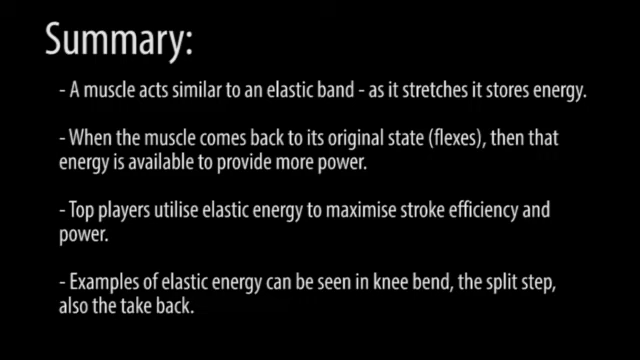 Summary:
- A muscle acts similar to an elastic band - as it stretches it stores energy.
- When the muscle comes back to its original state (flexes), then that
energy is available to provide more power.
- Top players utilise elastic energy to maximise stroke efficiency and
power.
- Examples of elastic energy can be seen in knee bend, the split step,
also the take back.